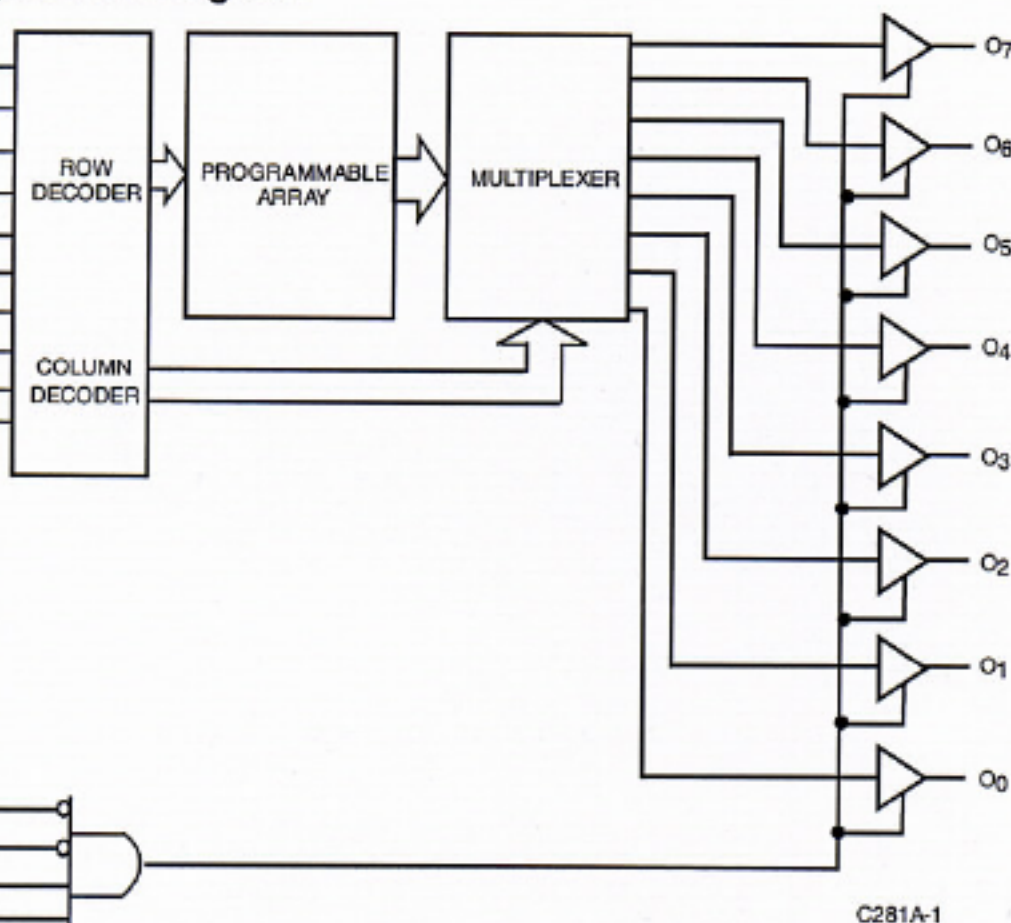 ROW
DECODER
PROGRAMMABLE
ARRAY
MULTIPLEXER
COLUMN
DECODER
O7
O6
O5
O4
O3
O2
O1
O0
C281A-1